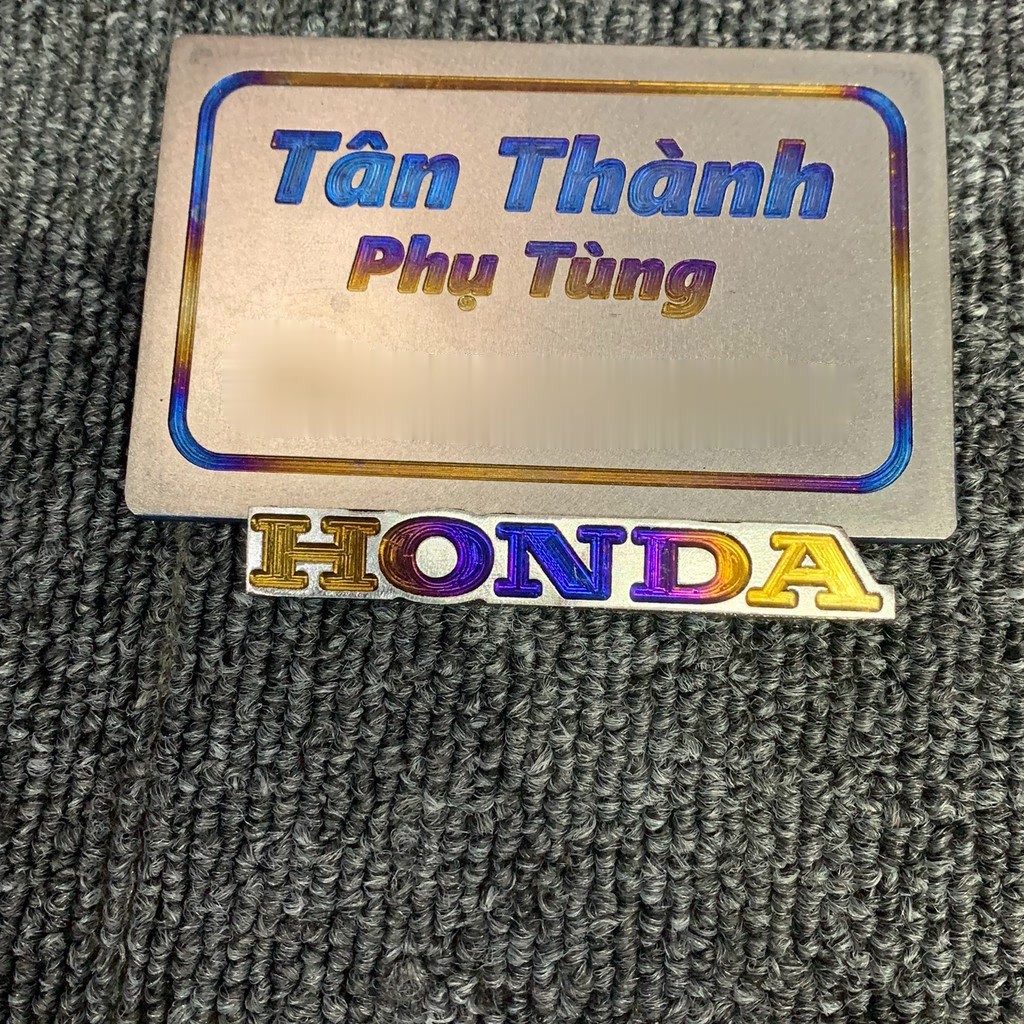 Tân Thành
Phụ Tùng
HONDA